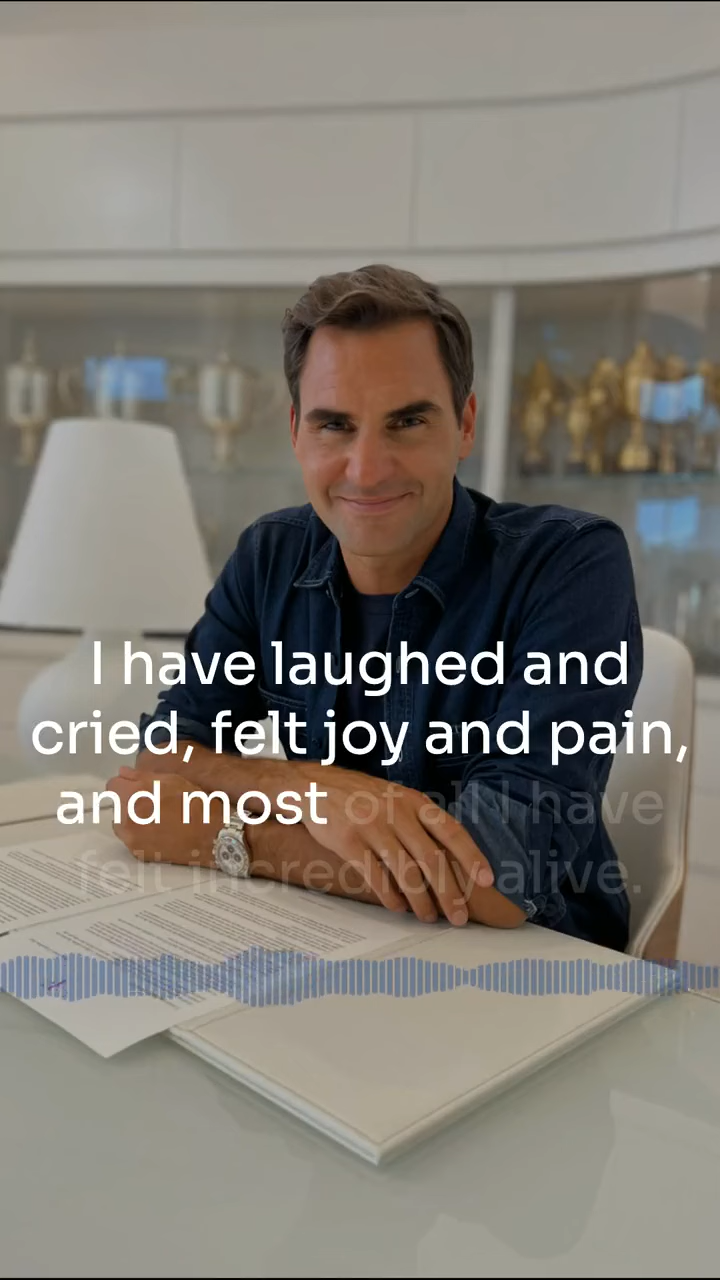 I have laughed and
cried, felt joy and pain,
and most of all I have
felt incredibly alive.